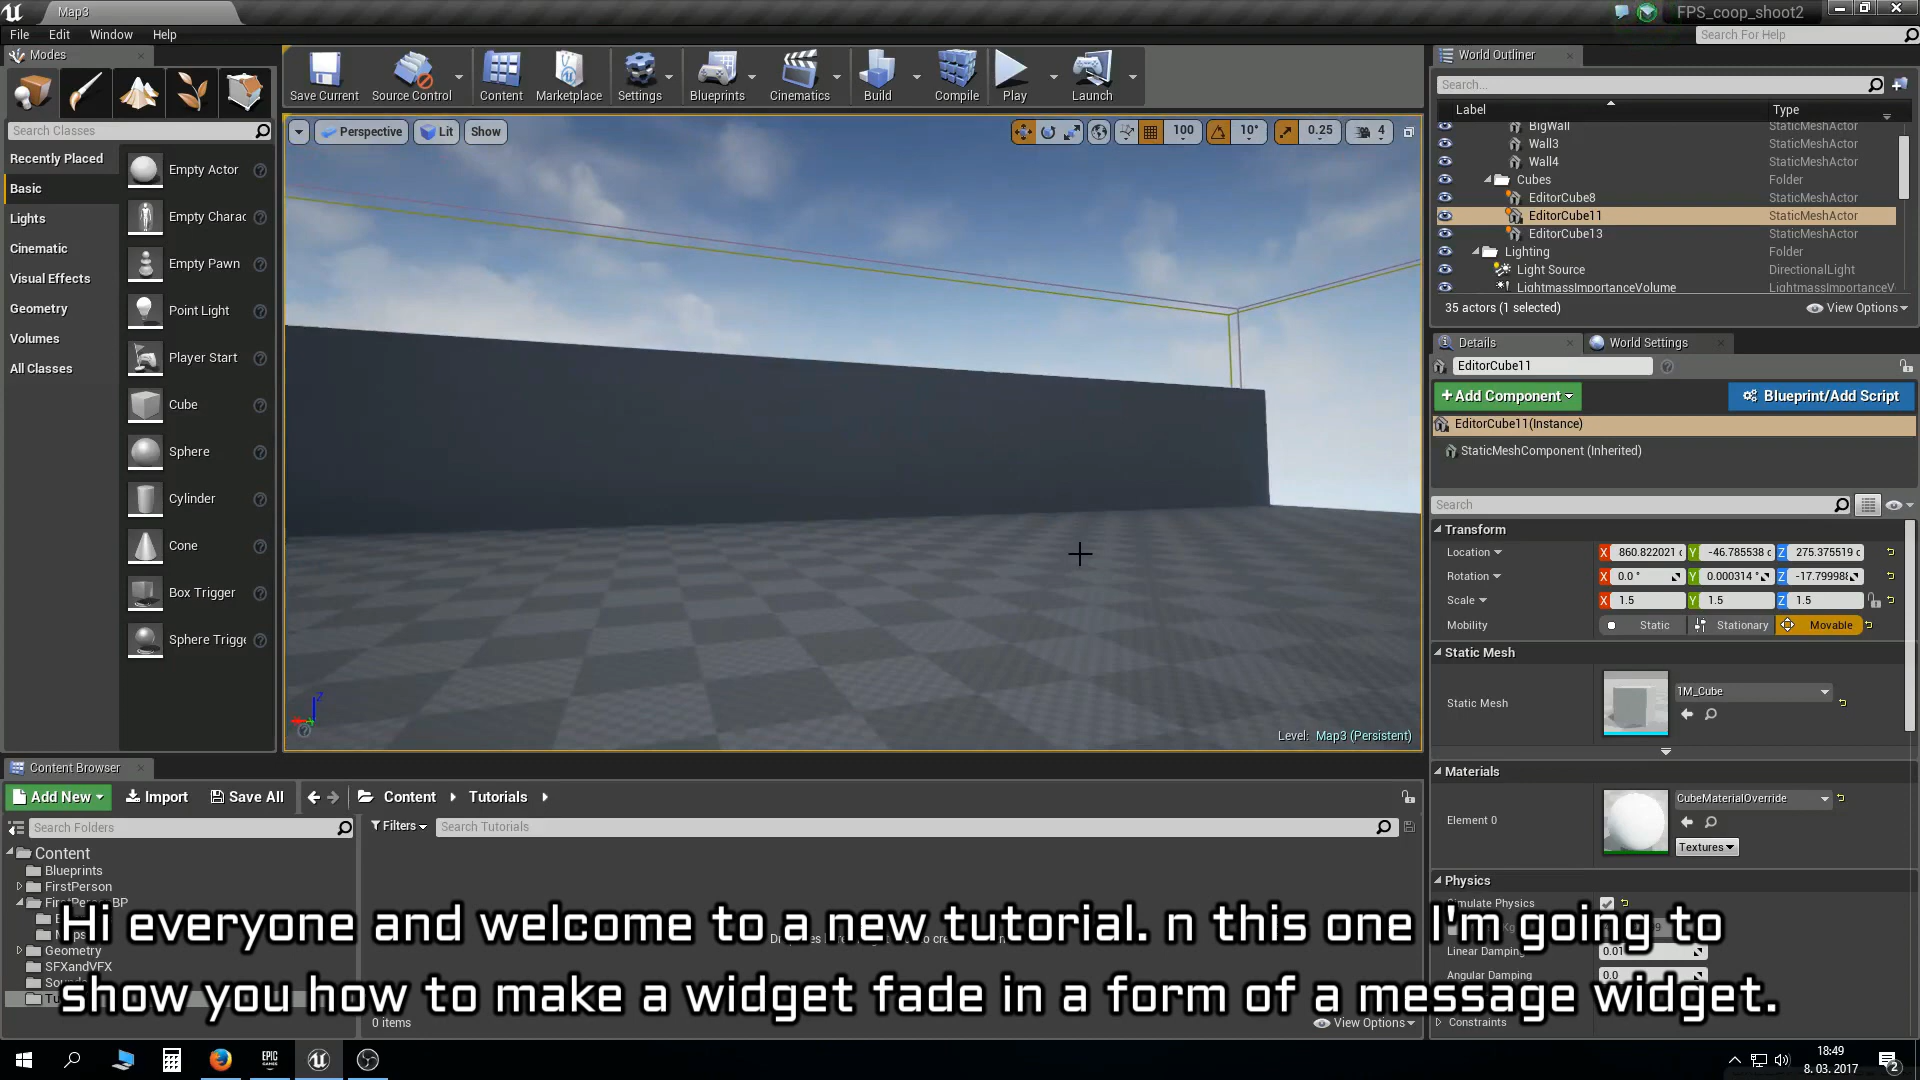 Map3
FPS_coop_shoot2
File Edit Window Help
Search For Help
Modes
Save Current
Source Control
Content
Marketplace
Settings
Blueprints
Cinematics
Build
Compile
Play
Launch
World Outliner
Search...
Label
Type
Search Classes
Perspective
Lit
Show
100
10°
0.25
4
BigWall StaticMeshActor
Wall3 StaticMeshActor
Wall4 StaticMeshActor
Cubes Folder
EditorCube8 StaticMeshActor
EditorCube11 StaticMeshActor
EditorCube13 StaticMeshActor
Lighting Folder
Light Source DirectionalLight
LightmassImportanceVolume LightmassImportanceV
35 actors (1 selected)
View Options
Recently Placed
Basic
Lights
Cinematic
Visual Effects
Geometry
Volumes
All Classes
Empty Actor
Empty Charac
Empty Pawn
Point Light
Player Start
Cube
Sphere
Cylinder
Cone
Box Trigger
Sphere Trigge
Level: Map3 (Persistent)
Details
World Settings
EditorCube11
+Add Component
Blueprint/Add Script
EditorCube11(Instance)
StaticMeshComponent (Inherited)
Search
Transform
Location X 860.822021 c Y -46.785538 c Z 275.375519 c
Rotation X 0.0 ° Y 0.000314 ° Z -17.799988
Scale X 1.5 Y 1.5 Z 1.5
Mobility Static Stationary Movable
Static Mesh
Static Mesh 1M_Cube
Materials
Element 0 CubeMaterialOverride
Textures
Physics
Simulate Physics
Linear Damping 0.01
Angular Damping 0.0
Constraints
Content Browser
Add New
Import
Save All
Content
Tutorials
Search Folders
Filters
Search Tutorials
Content
Blueprints
FirstPerson
FirstPerson BP
Geometry
SFXandVFX
0 items
View Options
Hi everyone and welcome to a new tutorial. n this one I'm going to
show you how to make a widget fade in a form of a message widget.
EPIC
GAMES
18:49
8. 03. 2017
2